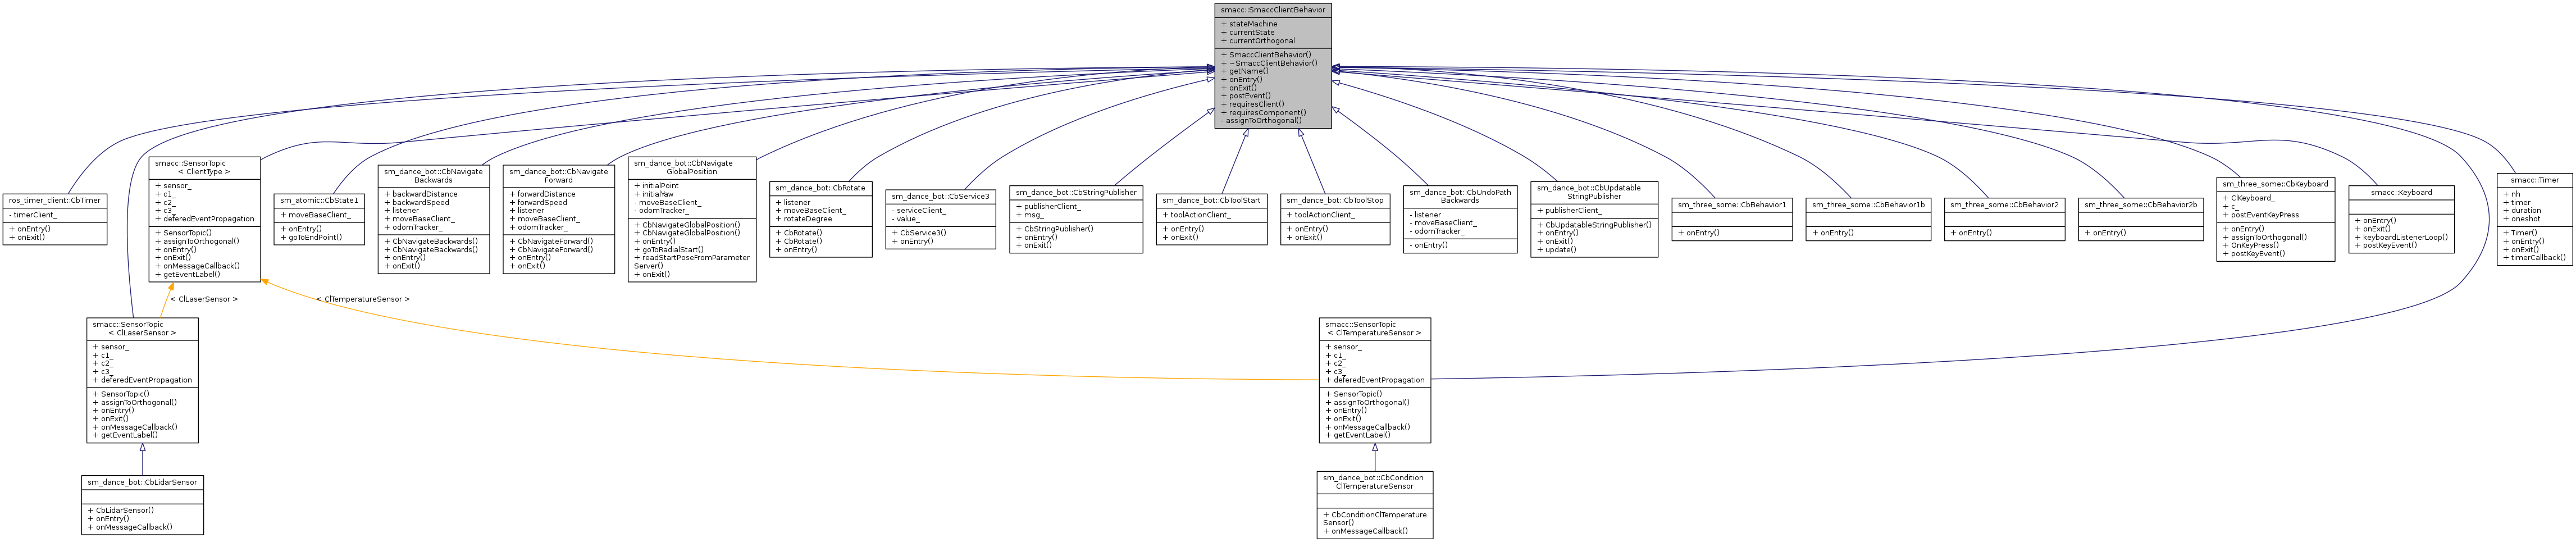 smacc::SmaccClientBehavior
+ stateMachine
+ currentState
+ currentOrthogonal
+ SmaccClientBehavior()
+ ~SmaccClientBehavior()
+ getName()
+ onEntry()
+ onExit()
+ postEvent()
+ requiresClient()
+ requiresComponent()
- assignToOrthogonal()
ros_timer_client::CbTimer
- timerClient_
+ onEntry()
+ onExit()
smacc::SensorTopic
< ClientType >
+ sensor_
+ c1_
+ c2_
+ c3_
+ deferedEventPropagation
+ SensorTopic()
+ assignToOrthogonal()
+ onEntry()
+ onExit()
+ onMessageCallback()
+ getEventLabel()
sm_atomic::CbState1
+ moveBaseClient_
+ onEntry()
+ goToEndPoint()
sm_dance_bot::CbNavigate
Backwards
+ backwardDistance
+ backwardSpeed
+ listener
+ moveBaseClient_
+ odomTracker_
+ CbNavigateBackwards()
+ CbNavigateBackwards()
+ onEntry()
+ onExit()
sm_dance_bot::CbNavigate
Forward
+ forwardDistance
+ forwardSpeed
+ listener
+ moveBaseClient_
+ odomTracker_
+ CbNavigateForward()
+ CbNavigateForward()
+ onEntry()
+ onExit()
sm_dance_bot::CbNavigate
GlobalPosition
+ initialPoint
+ initialYaw
- moveBaseClient_
- odomTracker_
+ CbNavigateGlobalPosition()
+ CbNavigateGlobalPosition()
+ onEntry()
+ goToRadialStart()
+ readStartPoseFromParameter
Server()
+ onExit()
sm_dance_bot::CbRotate
+ listener
+ moveBaseClient_
+ rotateDegree
+ CbRotate()
+ CbRotate()
+ onEntry()
sm_dance_bot::CbService3
- serviceClient_
- value_
+ CbService3()
+ onEntry()
sm_dance_bot::CbStringPublisher
+ publisherClient_
+ msg_
+ CbStringPublisher()
+ onEntry()
+ onExit()
sm_dance_bot::CbToolStart
+ toolActionClient_
+ onEntry()
+ onExit()
sm_dance_bot::CbToolStop
+ toolActionClient_
+ onEntry()
+ onExit()
sm_dance_bot::CbUndoPath
Backwards
- listener
- moveBaseClient_
- odomTracker_
- onEntry()
sm_dance_bot::CbUpdatable
StringPublisher
+ publisherClient_
+ CbUpdatableStringPublisher()
+ onEntry()
+ onExit()
+ update()
sm_three_some::CbBehavior1
+ onEntry()
sm_three_some::CbBehavior1b
+ onEntry()
sm_three_some::CbBehavior2
+ onEntry()
sm_three_some::CbBehavior2b
+ onEntry()
sm_three_some::CbKeyboard
+ ClKeyboard_
+ c_
+ postEventKeyPress
+ onEntry()
+ assignToOrthogonal()
+ OnKeyPress()
+ postKeyEvent()
smacc::Keyboard
+ onEntry()
+ onExit()
+ keyboardListenerLoop()
+ postKeyEvent()
smacc::Timer
+ nh
+ timer
+ duration
+ oneshot
+ Timer()
+ onEntry()
+ onExit()
+ timerCallback()
< ClLaserSensor >
< ClTemperatureSensor >
smacc::SensorTopic
< ClLaserSensor >
+ sensor_
+ c1_
+ c2_
+ c3_
+ deferedEventPropagation
+ SensorTopic()
+ assignToOrthogonal()
+ onEntry()
+ onExit()
+ onMessageCallback()
+ getEventLabel()
smacc::SensorTopic
< ClTemperatureSensor >
+ sensor_
+ c1_
+ c2_
+ c3_
+ deferedEventPropagation
+ SensorTopic()
+ assignToOrthogonal()
+ onEntry()
+ onExit()
+ onMessageCallback()
+ getEventLabel()
sm_dance_bot::CbLidarSensor
+ CbLidarSensor()
+ onEntry()
+ onMessageCallback()
sm_dance_bot::CbCondition
ClTemperatureSensor
+ CbConditionClTemperature
Sensor()
+ onMessageCallback()